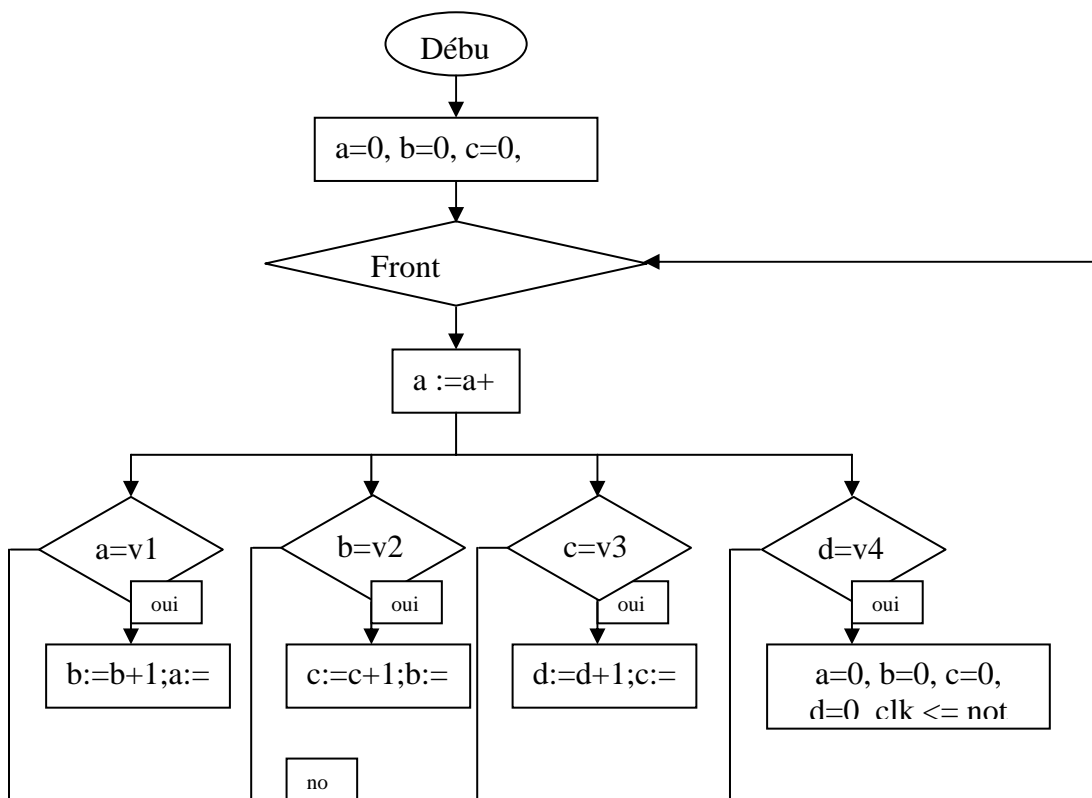 Débu
a=0, b=0, c=0,
Front
a :=a+
a=v1
b=v2
c=v3
d=v4
oui
oui
oui
oui
b:=b+1;a:=
c:=c+1;b:=
d:=d+1;c:=
a=0, b=0, c=0,
d=0 clk <= not
no